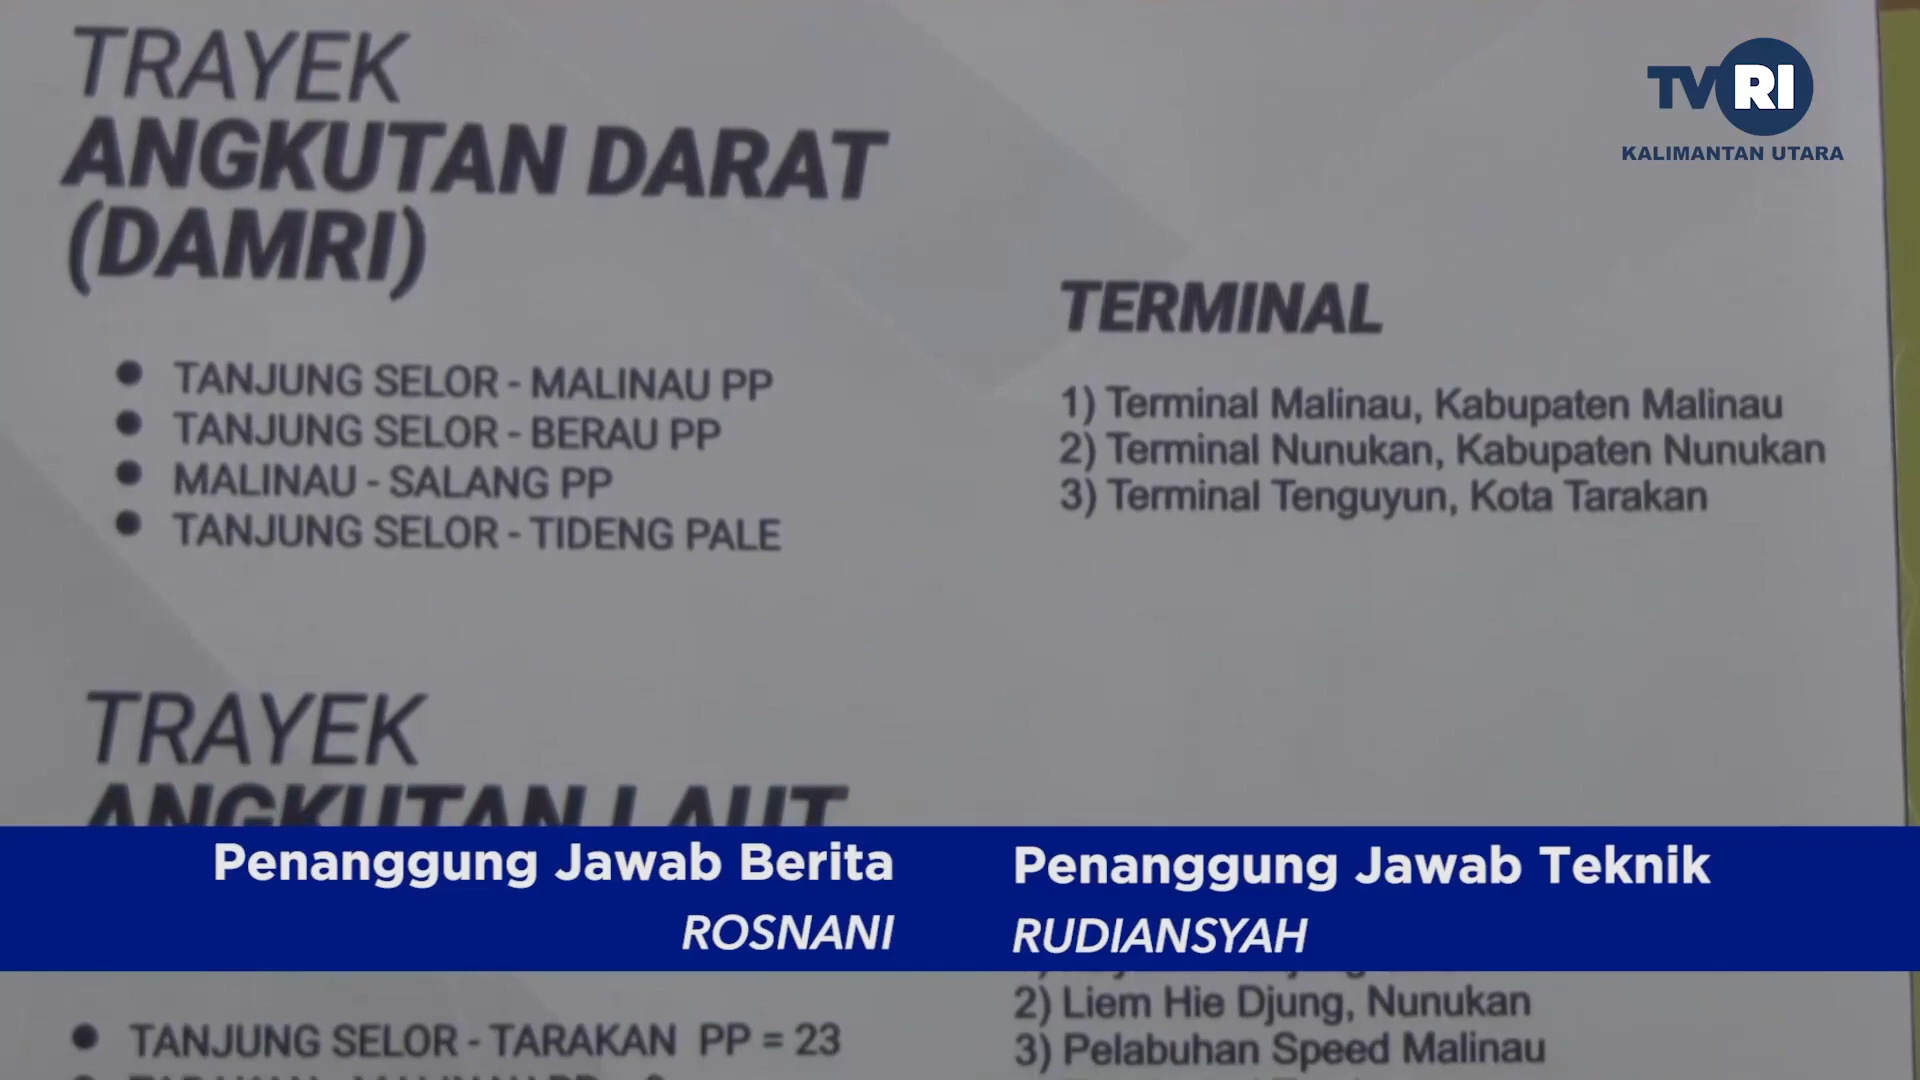 TRAYEK
ANGKUTAN DARAT
(DAMRI)
TANJUNG SELOR - MALINAU PP
TANJUNG SELOR - BERAU PP
MALINAU - SALANG PP
TANJUNG SELOR - TIDENG PALE
TVRI
KALIMANTAN UTARA
TERMINAL
1) Terminal Malinau, Kabupaten Malinau
2) Terminal Nunukan, Kabupaten Nunukan
3) Terminal Tenguyun, Kota Tarakan
TRAYEK
ANGKUTAN LAUT
Penanggung Jawab Berita
ROSNANI
Penanggung Jawab Teknik
RUDIANSYAH
TANJUNG SELOR - TARAKAN PP = 23
2) Liem Hie Djung, Nunukan
3) Pelabuhan Speed Malinau